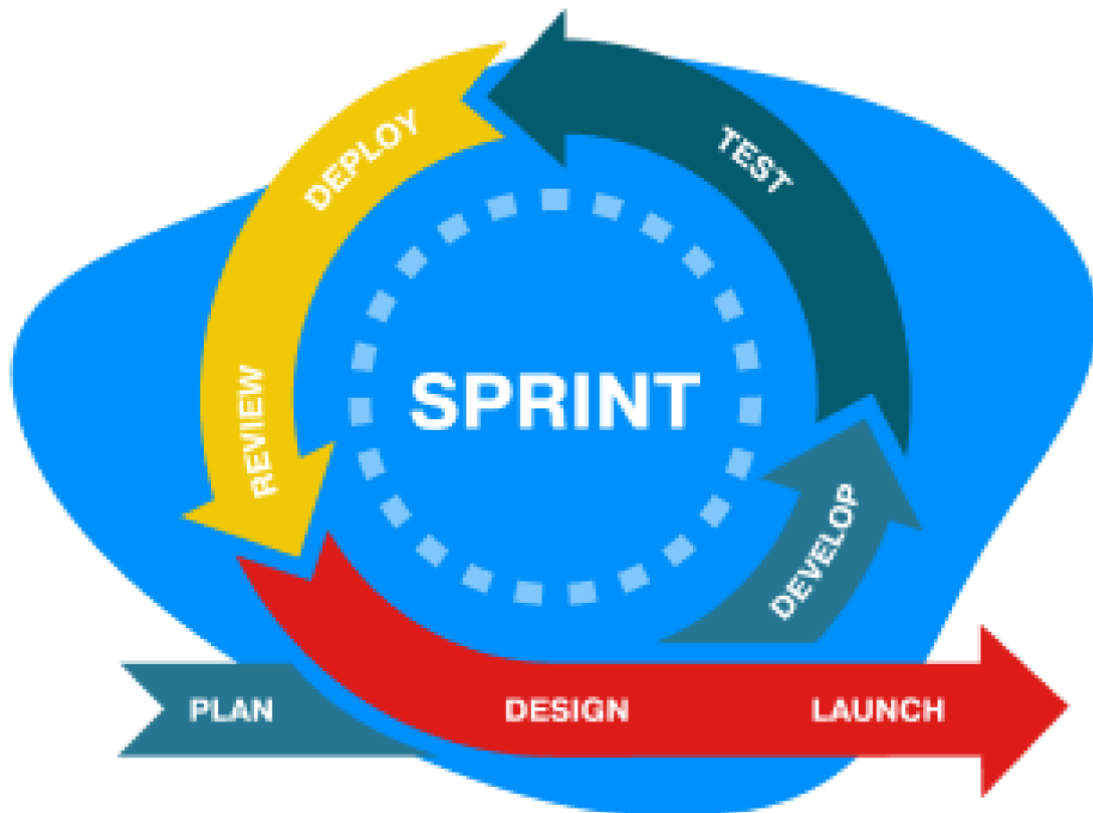 DEPLOY
TEST
REVIEW
SPRINT
DEVELOP
PLAN
DESIGN
LAUNCH